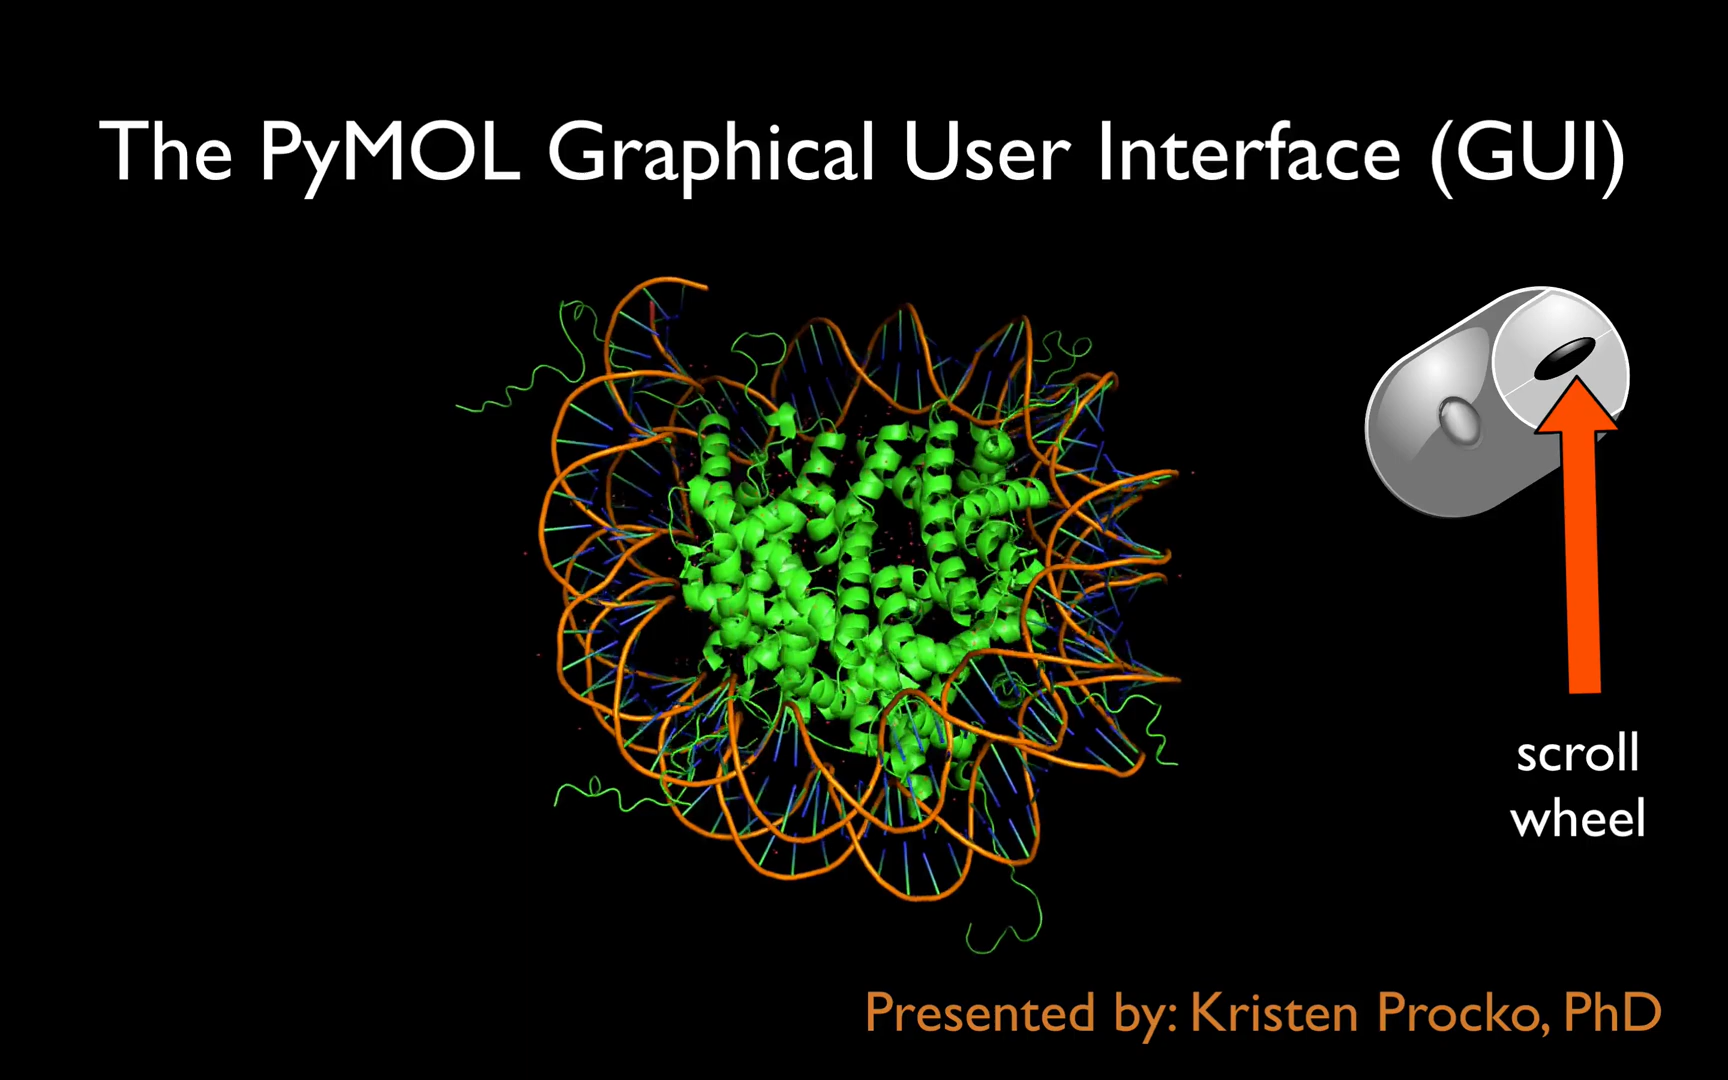 The PyMOL Graphical User Interface (GUI)
scroll
wheel
Presented by: Kristen Procko, PhD